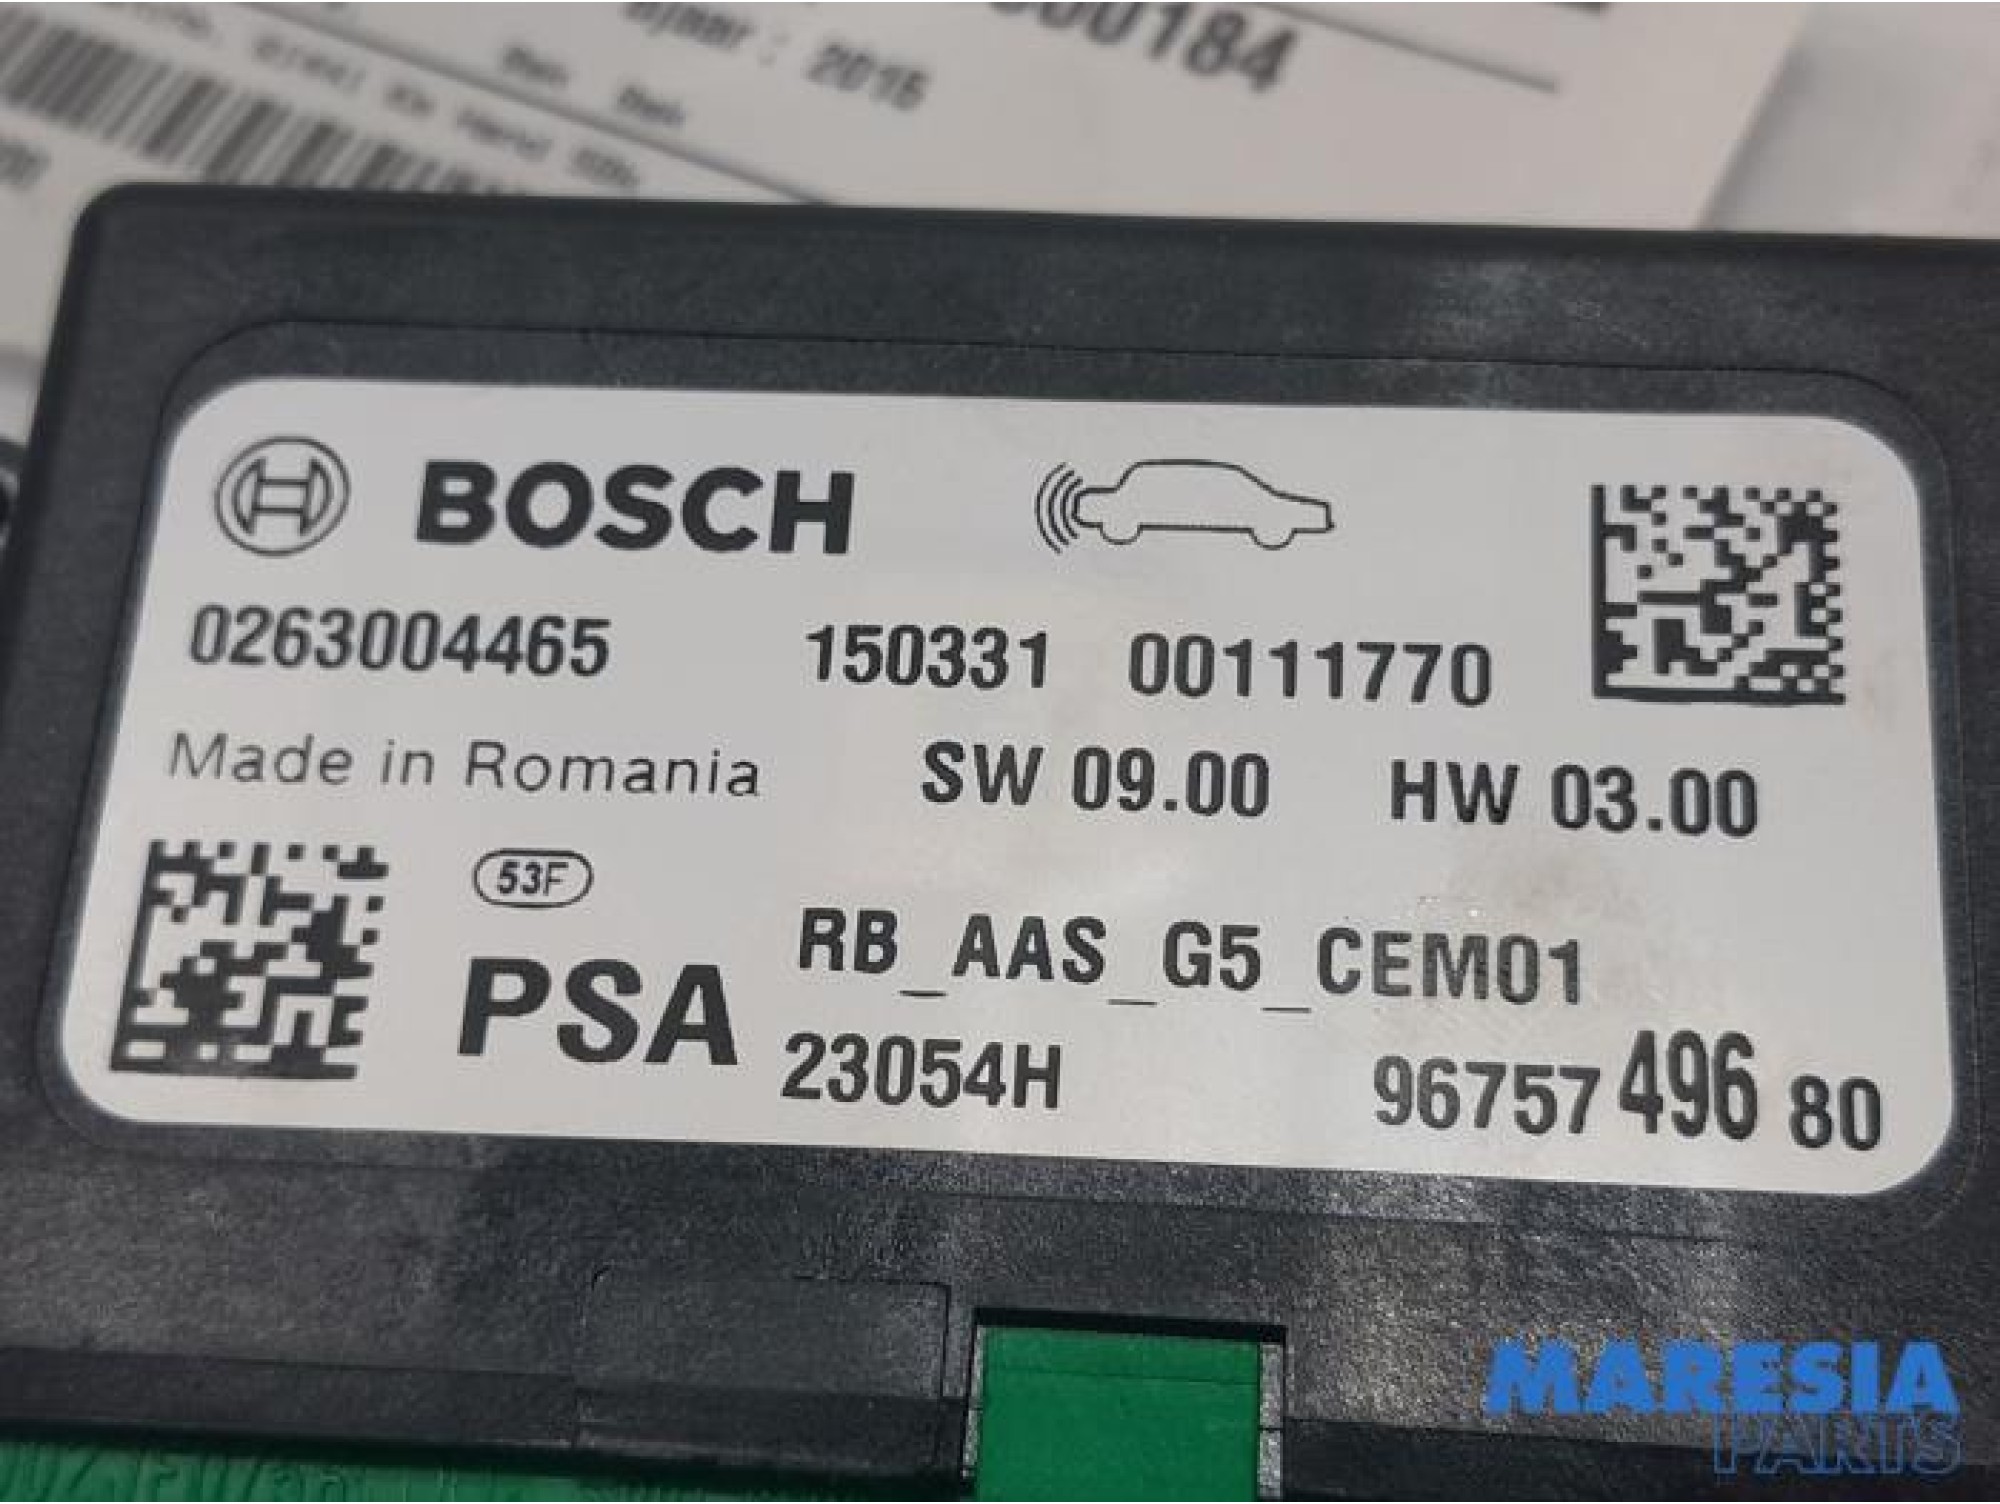 00184
: 2015
BOSCH
0263004465 150331 00111770
Made in Romania SW 09.00 HW 03.00
53F
RB_AAS_G5_CEM01
PSA
23054H 96757 496 80
MARESIA
PARTS